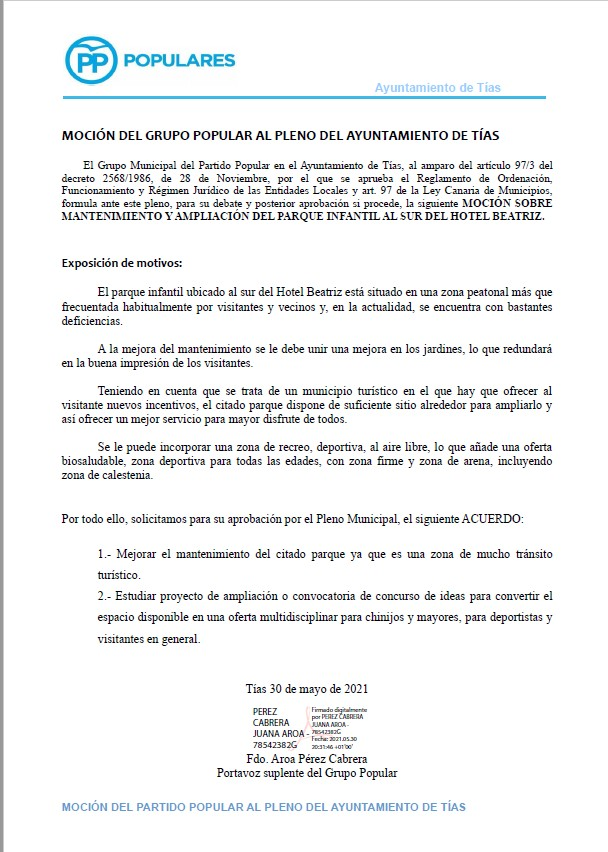 PP POPULARES
Ayuntamiento de Tías
MOCIÓN DEL GRUPO POPULAR AL PLENO DEL AYUNTAMIENTO DE TÍAS
El Grupo Municipal del Partido Popular en el Ayuntamiento de Tías, al amparo del artículo 97/3 del
decreto 2568/1986, de 28 de Noviembre, por el que se aprueba el Reglamento de Ordenación,
Funcionamiento y Régimen Jurídico de las Entidades Locales y art. 97 de la Ley Canaria de Municipios,
formula ante este pleno, para su debate y posterior aprobación si procede, la siguiente MOCIÓN SOBRE
MANTENIMIENTO Y AMPLIACIÓN DEL PARQUE INFANTIL AL SUR DEL HOTEL BEATRIZ.
Exposición de motivos:
El parque infantil ubicado al sur del Hotel Beatriz está situado en una zona peatonal más que
frecuentada habitualmente por visitantes y vecinos y, en la actualidad, se encuentra con bastantes
deficiencias.
A la mejora del mantenimiento se le debe unir una mejora en los jardines, lo que redundará
en la buena impresión de los visitantes.
Teniendo en cuenta que se trata de un municipio turístico en el que hay que ofrecer al
visitante nuevos incentivos, el citado parque dispone de suficiente sitio alrededor para ampliarlo y
así ofrecer un mejor servicio para mayor disfrute de todos.
Se le puede incorporar una zona de recreo, deportiva, al aire libre, lo que añade una oferta
biosaludable, zona deportiva para todas las edades, con zona firme y zona de arena, incluyendo
zona de calestenia.
Por todo ello, solicitamos para su aprobación por el Pleno Municipal, el siguiente ACUERDO:
1.- Mejorar el mantenimiento del citado parque ya que es una zona de mucho tránsito
turístico.
2.- Estudiar proyecto de ampliación o convocatoria de concurso de ideas para convertir el
espacio disponible en una oferta multidisciplinar para chinijos y mayores, para deportistas y
visitantes en general.
Tías 30 de mayo de 2021
PEREZ
CABRERA
JUANA AROA -
78542382G
Firmado digitalmente
por PEREZ CABRERA
JUANA AROA -
78542382G
Fecha: 2021.05.30
20:31:46 +01'00'
Fdo. Aroa Pérez Cabrera
Portavoz suplente del Grupo Popular
MOCIÓN DEL PARTIDO POPULAR AL PLENO DEL AYUNTAMIENTO DE TÍAS